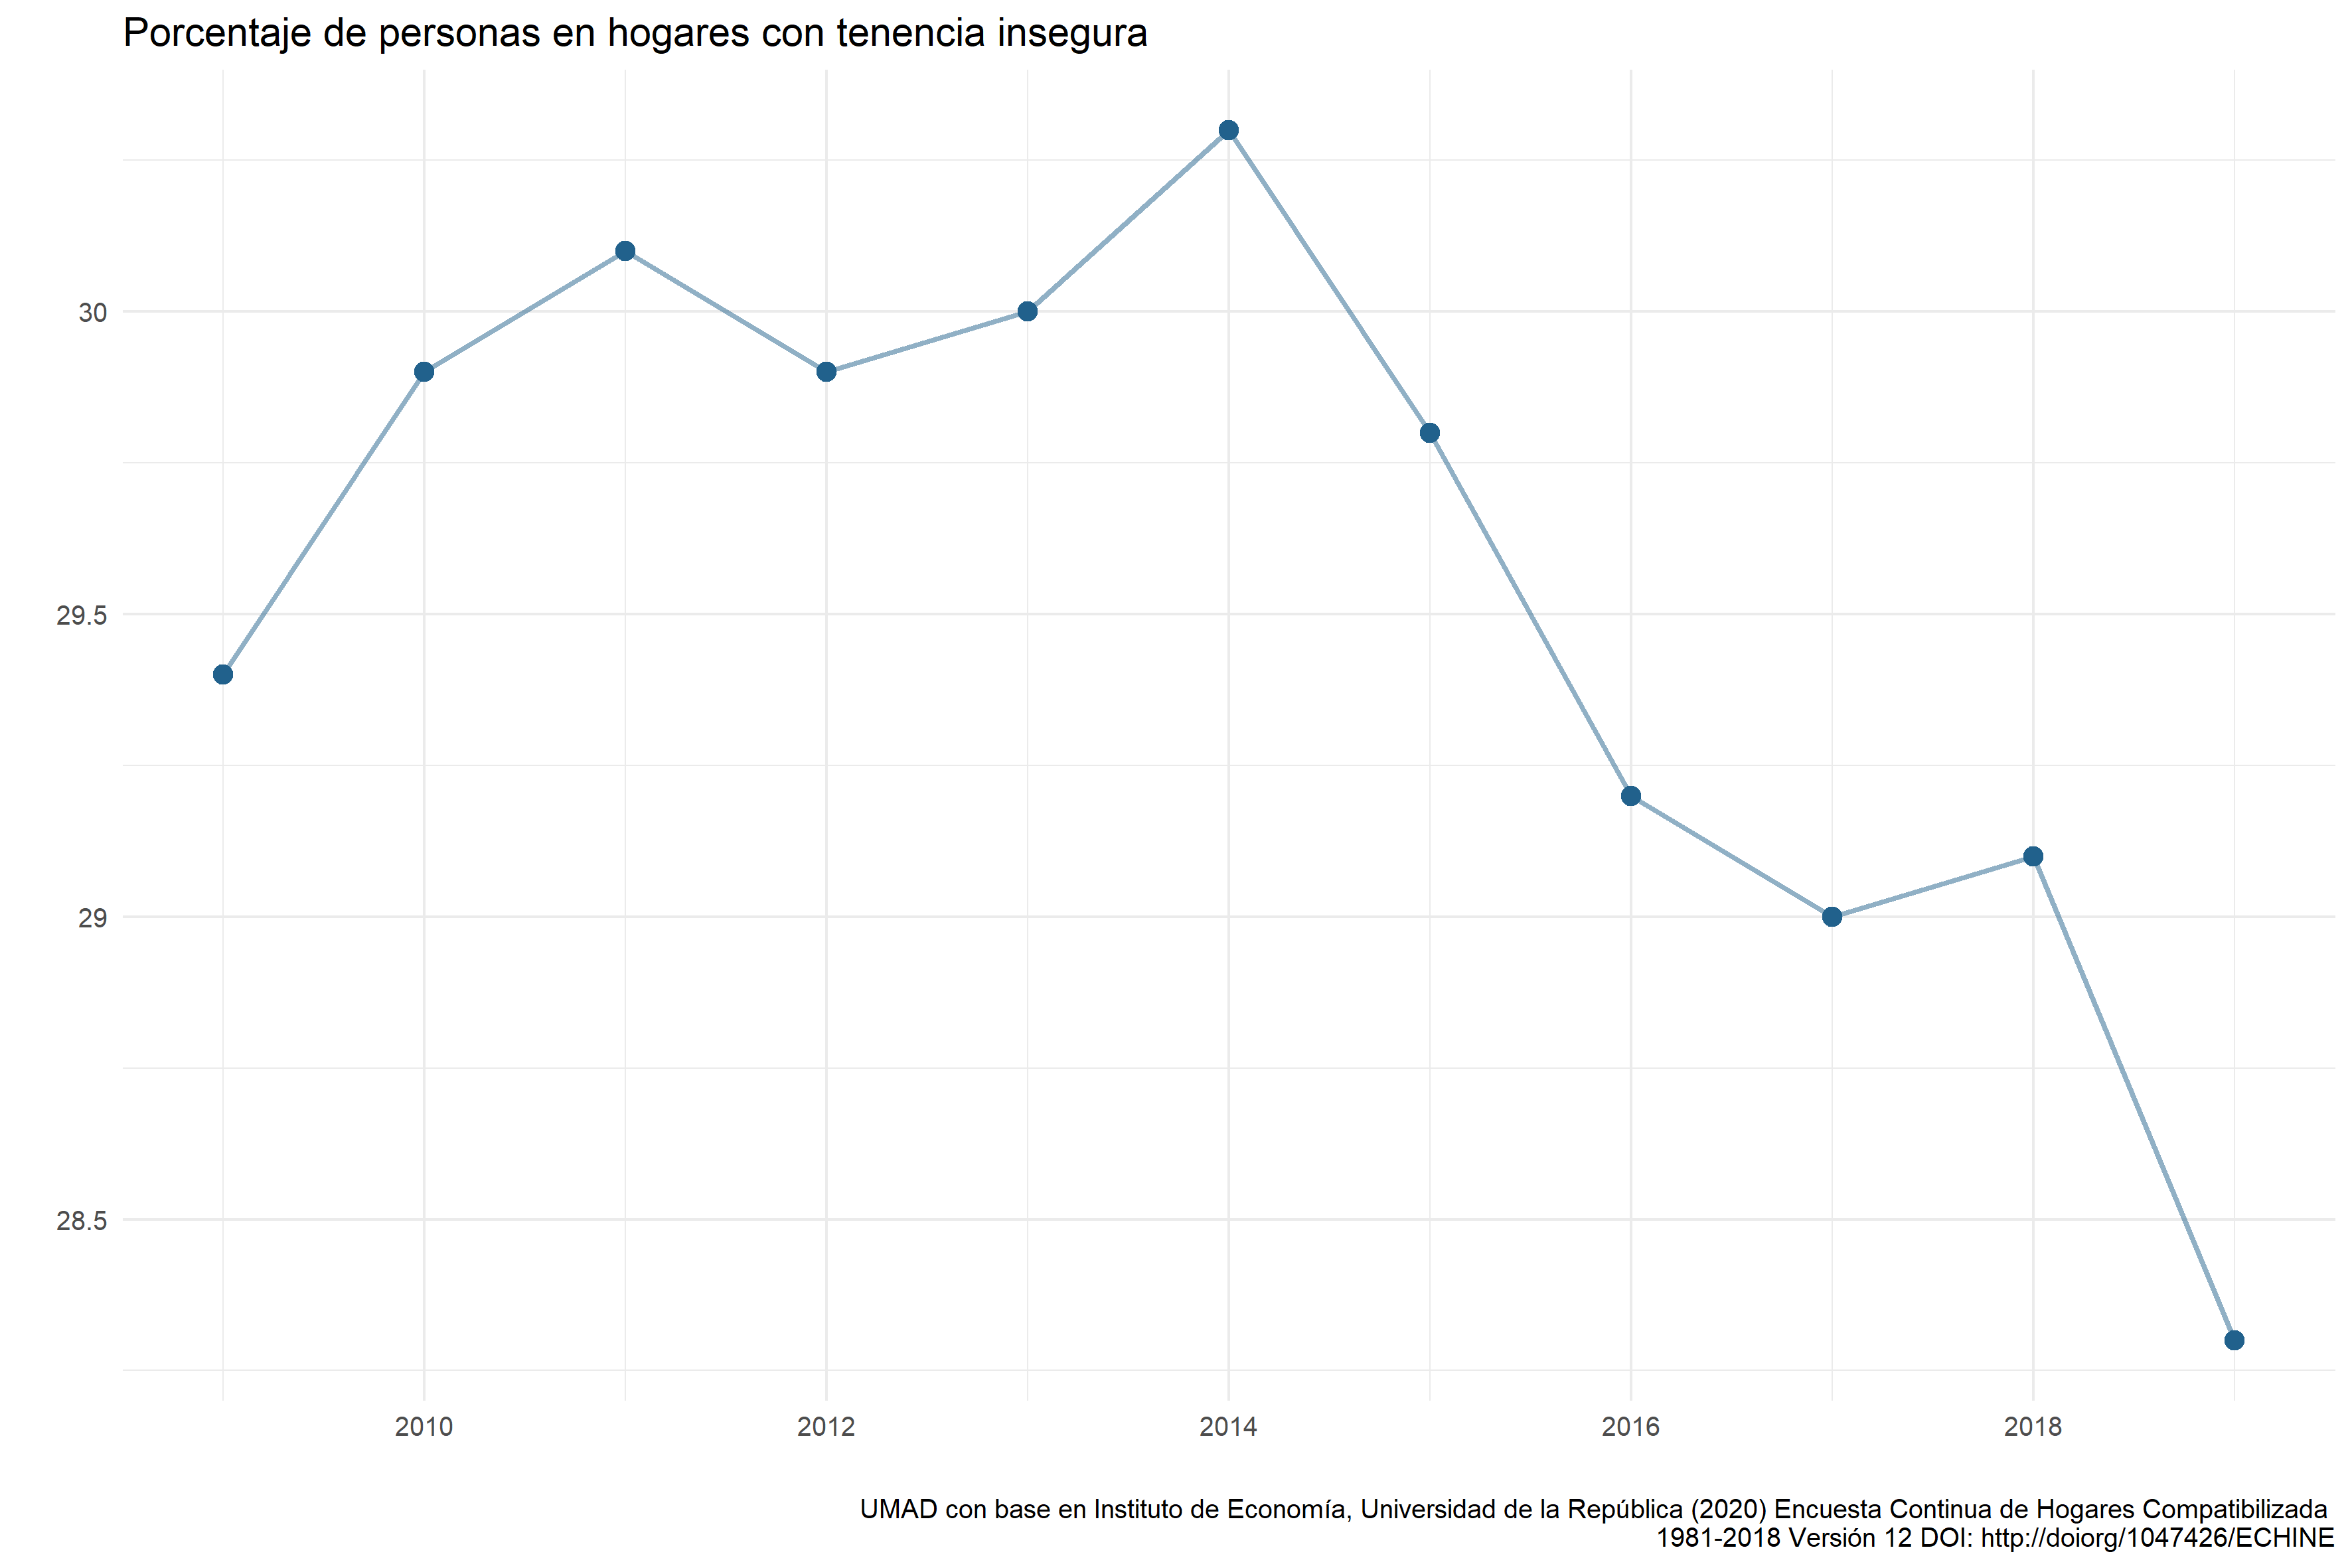 Porcentaje de personas en hogares con tenencia insegura
30
29.5
29
28.5
2010 2012 2014 2016 2018
UMAD con base en Instituto de Economía, Universidad de la República (2020) Encuesta Continua de Hogares Compatibilizada
1981-2018 Versión 12 DOI: http://doiorg/1047426/ECHINE